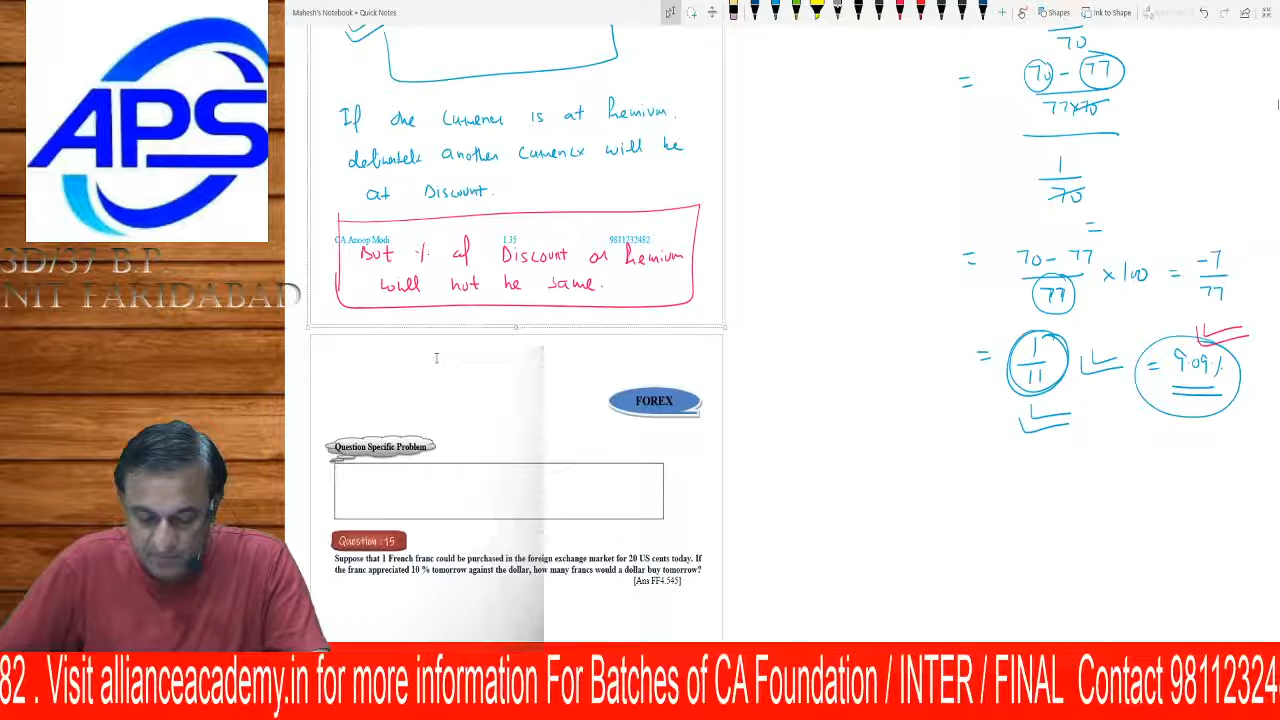 Mahesh's Notebook • Quick Notes
Shapes
Ink to Shape
APS
3D/37 B.P.
NIT FARIDABAD
If one currency is at Premium.
definately another currency will be
at Discount.
CA Anoop Modi 1.35 9811232482
But % of Discount or Premium
will not be same.
70
= 70 - 77
77x70
1
70
=
= 70 - 77 x 100 = -7
77 77
= 1 = 9.09%
11
FOREX
Question Specific Problem
Question : 15
Suppose that 1 French franc could be purchased in the foreign exchange market for 20 US cents today. If
the franc appreciated 10 % tomorrow against the dollar, how many francs would a dollar buy tomorrow?
[Ans FF4.545]
82 . Visit allianceacademy.in for more information For Batches of CA Foundation / INTER / FINAL Contact 98112324